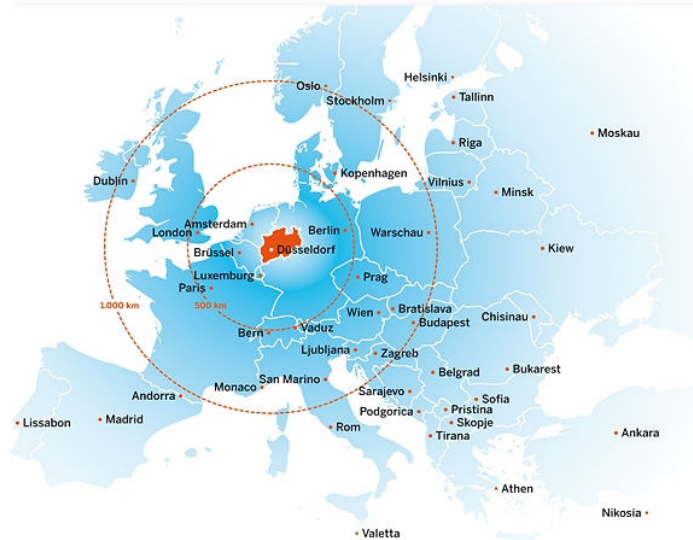 Helsinki
Oslo
Tallinn
Stockholm
Moskau
Riga
Kopenhagen
Dublin
Vilnius
Minsk
Amsterdam
London
Berlin
Warschau
Brüssel
Düsseldorf
Kiew
Luxemburg
Prag
Paris
1.000 km
500 km
Wien
Bratislava
Chisinau
Budapest
Bern
Vaduz
Ljubljana
Zagreb
Belgrad
Bukarest
San Marino
Monaco
Sarajevo
Andorra
Sofia
Podgorica
Pristina
Lissabon
Madrid
Skopje
Rom
Tirana
Ankara
Athen
Nikosia
Valetta